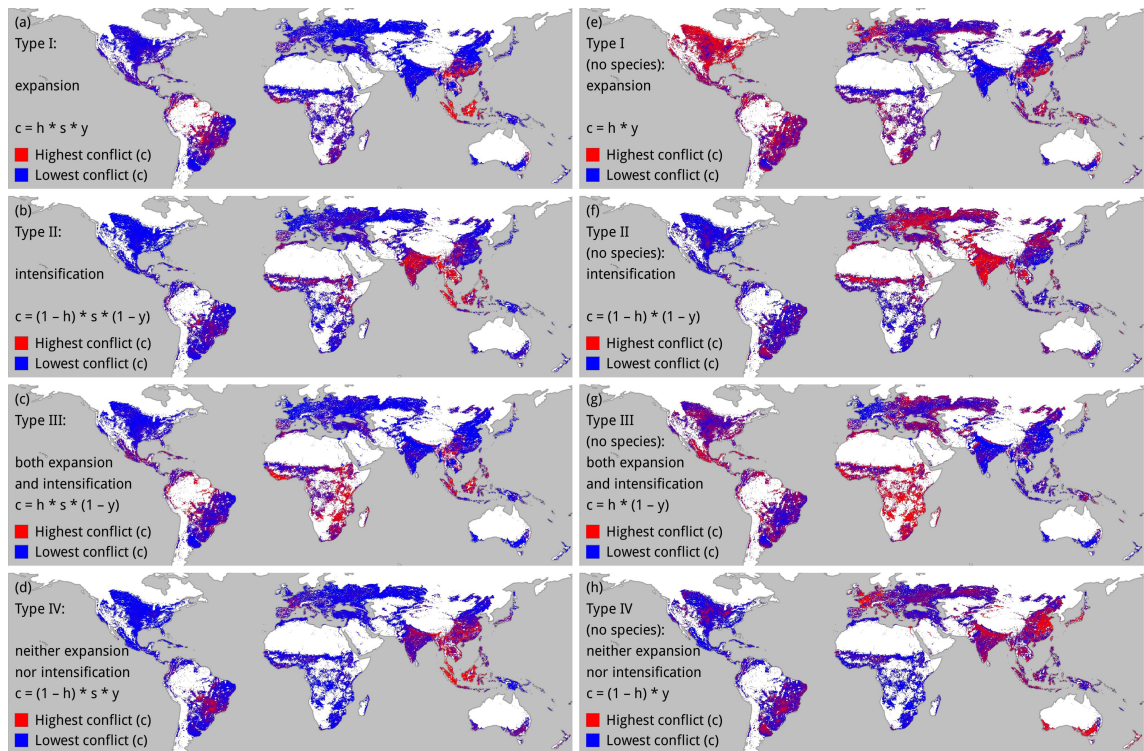 (a)
Type I:
expansion
c = h * s * y
Highest conflict (c)
Lowest conflict (c)
(b)
Type II:
intensification
c = (1 – h) * s * (1 – y)
Highest conflict (c)
Lowest conflict (c)
(c)
Type III:
both expansion
and intensification
c = h * s * (1 – y)
Highest conflict (c)
Lowest conflict (c)
(d)
Type IV:
neither expansion
nor intensification
c = (1 – h) * s * y
Highest conflict (c)
Lowest conflict (c)
(e)
Type I
(no species):
expansion
c = h * y
Highest conflict (c)
Lowest conflict (c)
(f)
Type II
(no species):
intensification
c = (1 – h) * (1 – y)
Highest conflict (c)
Lowest conflict (c)
(g)
Type III
(no species):
both expansion
and intensification
c = h * (1 – y)
Highest conflict (c)
Lowest conflict (c)
(h)
Type IV
(no species):
neither expansion
nor intensification
c = (1 – h) * y
Highest conflict (c)
Lowest conflict (c)